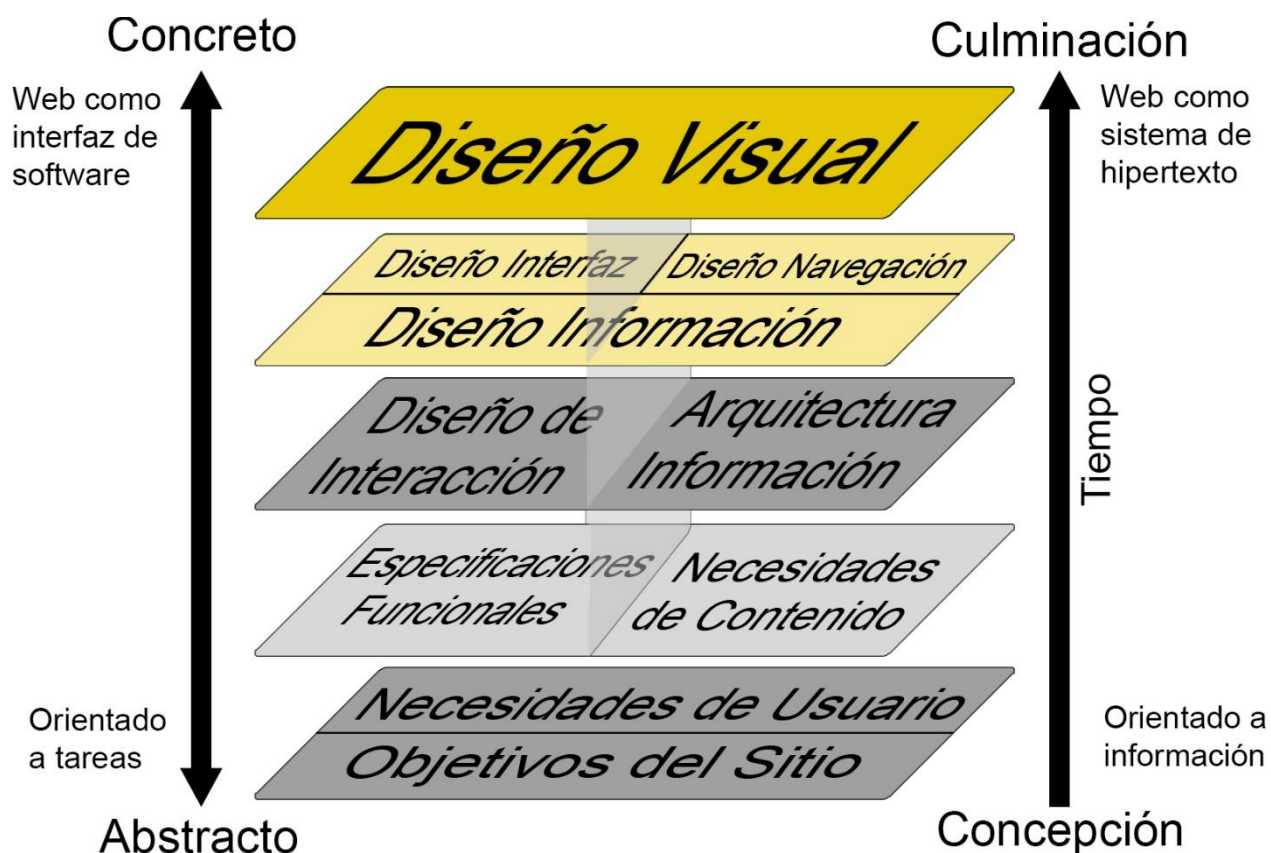 Concreto
Culminación
Web como
interfaz de
software
Web como
sistema de
hipertexto
Diseño Visual
Diseño Interfaz
Diseño Navegación
Diseño Información
Diseño de
Interacción
Arquitectura
Información
Tiempo
Especificaciones
Funcionales
Necesidades
de Contenido
Necesidades de Usuario
Objetivos del Sitio
Orientado
a tareas
Orientado a
información
Abstracto
Concepción